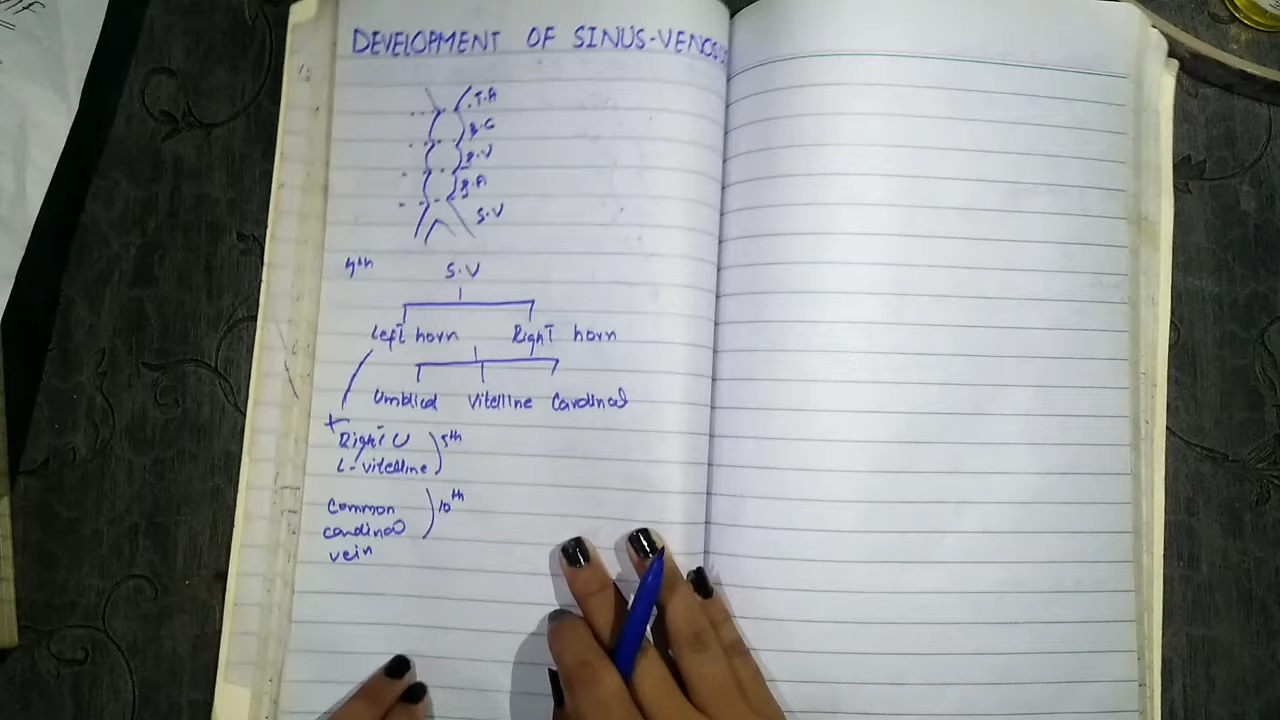 DEVELOPMENT OF SINUS-VENOSUS
T.A
B.C
P.V
P.A
S.V
4th S.V
Left horn Right horn
Umblical Vitelline Cardinal
Right U
L-vitelline
5th
Common
cardinal
vein
10th